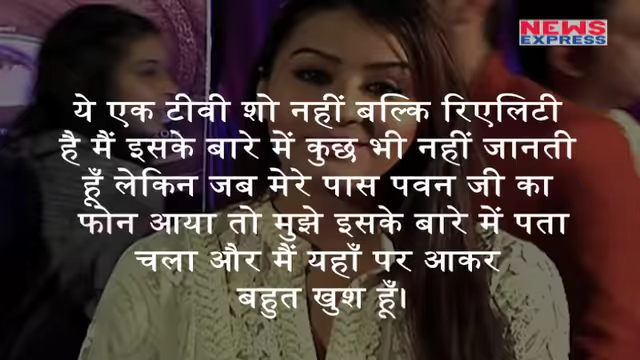 NEWS
EXPRESS
ये एक टीवी शो नहीं बल्कि रिएलिटी
है मैं इसके बारे में कुछ भी नहीं जानती
हूँ लेकिन जब मेरे पास पवन जी का
फोन आया तो मुझे इसके बारे में पता
चला और मैं यहाँ पर आकर
बहुत खुश हूँ।